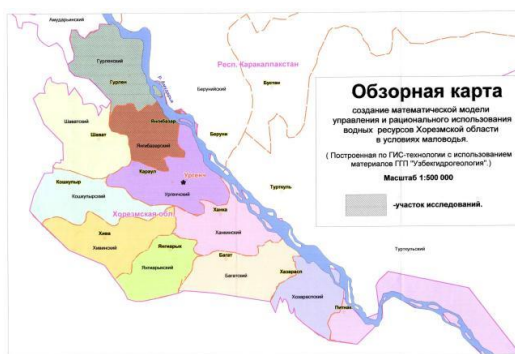 Амударьинский
Гурленский
Гурлен
Респ. Каракалпакстан
Берунийский
Бустан
Шаватский
Шават
Янгибазар
Янгибазарский
Беруни
Караул
Ургенч
Кошкупыр
Кошкупырский
Ургенчский
Турткуль
Хорезмская обл.
Ханка
Ханкинский
Хива
Хивинский
Янгиарык
Янгиарыкский
Багат
Багатский
Хазарасп
Хазараспский
Питняк
Турткульский
Обзорная карта
создание математической модели
управления и рационального использования
водных ресурсов Хорезмской области
в условиях маловодья.
( Построенная по ГИС-технологии с использованием
материалов ГГП "Узбекгидрогеология".)
Масштаб 1:500 000
-участок исследований.